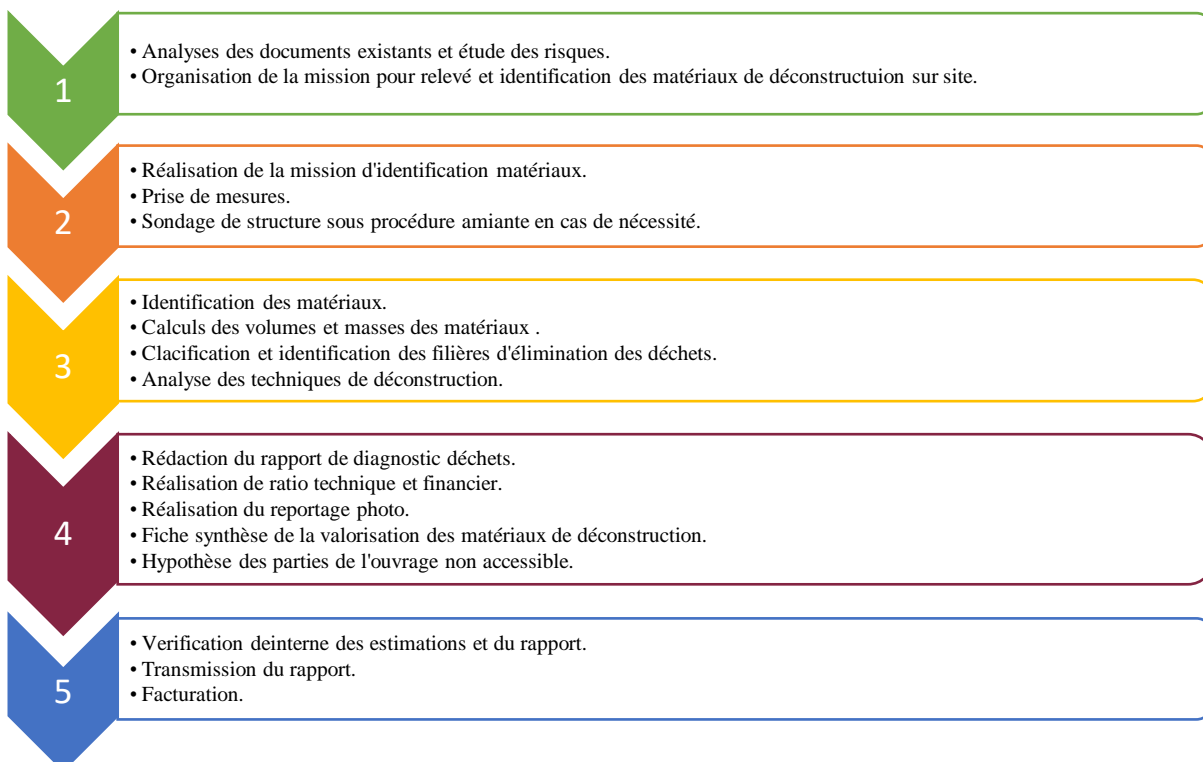 1
• Analyses des documents existants et étude des risques.
• Organisation de la mission pour relevé et identification des matériaux de déconstructuion sur site.
2
• Réalisation de la mission d'identification matériaux.
• Prise de mesures.
• Sondage de structure sous procédure amiante en cas de nécessité.
3
• Identification des matériaux.
• Calculs des volumes et masses des matériaux .
• Clacification et identification des filières d'élimination des déchets.
• Analyse des techniques de déconstruction.
4
• Rédaction du rapport de diagnostic déchets.
• Réalisation de ratio technique et financier.
• Réalisation du reportage photo.
• Fiche synthèse de la valorisation des matériaux de déconstruction.
• Hypothèse des parties de l'ouvrage non accessible.
5
• Verification deinterne des estimations et du rapport.
• Transmission du rapport.
• Facturation.